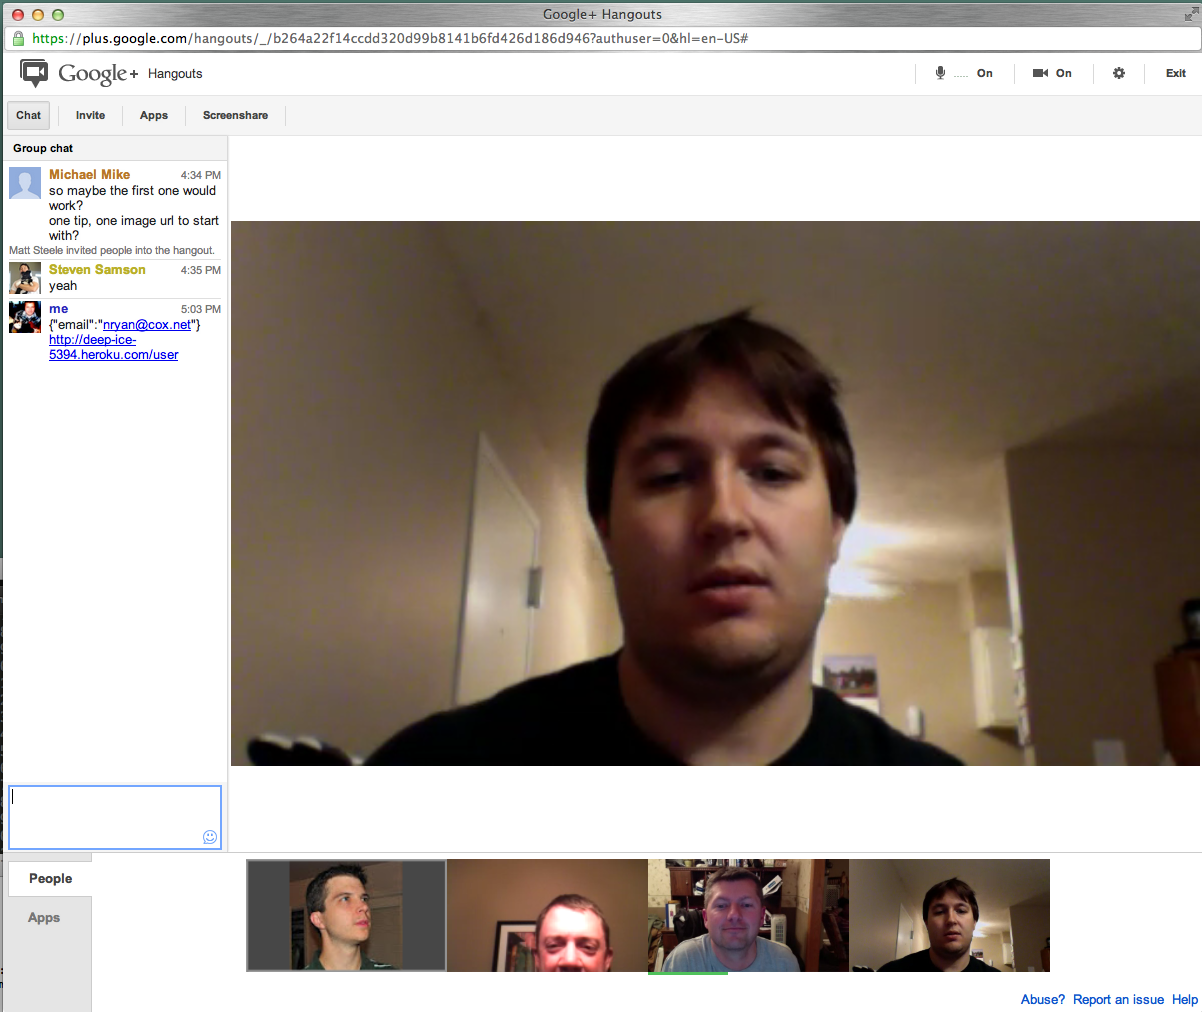 Google+ Hangouts
https://plus.google.com/hangouts/_/b264a22f14ccdd320d99b8141b6fd426d186d946?authuser=0&hl=en-US#
Google+ Hangouts
On
On
Exit
Chat
Invite
Apps
Screenshare
Group chat
Michael Mike 4:34 PM
so maybe the first one would
work?
one tip, one image url to start
with?
Matt Steele invited people into the hangout.
Steven Samson 4:35 PM
yeah
me 5:03 PM
{"email":"nryan@cox.net"}
http://deep-ice-
5394.heroku.com/user
People
Apps
Abuse? Report an issue Help